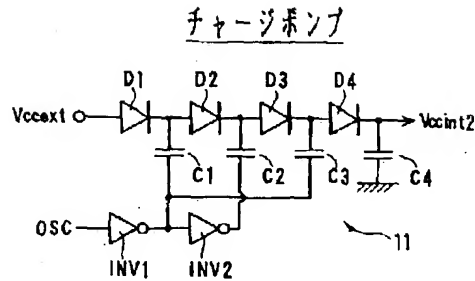 チャージポンプ
D1 D2 D3 D4
Vccext Vccint2
C1 C2 C3 C4
OSC
INV1 INV2 11